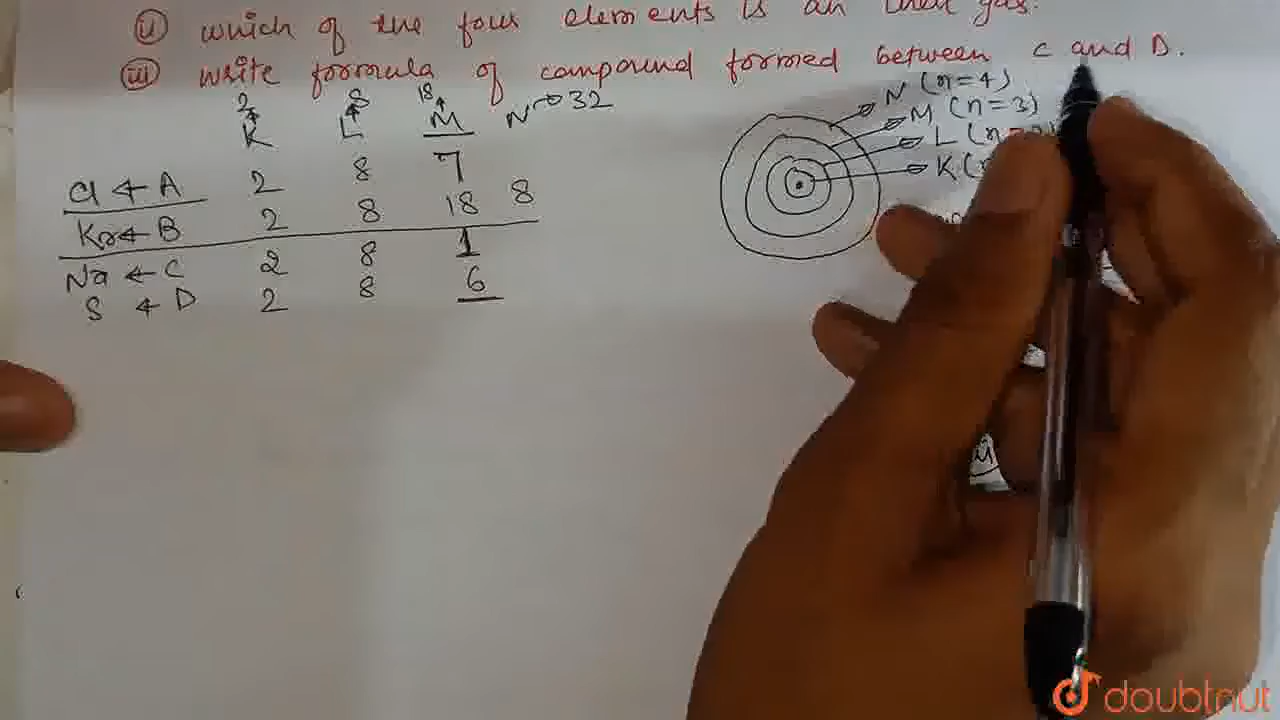 ii) which of the four elements is an inert gas.
iii) write formula of compound formed between C and D.
2 8 18 N → 32
K L M
Cl ← A 2 8 7
Kr ← B 2 8 18 8
Na ← C 2 8 1
S ← D 2 8 6
N (n=4)
M (n=3)
L (n=
K (
doubtnut